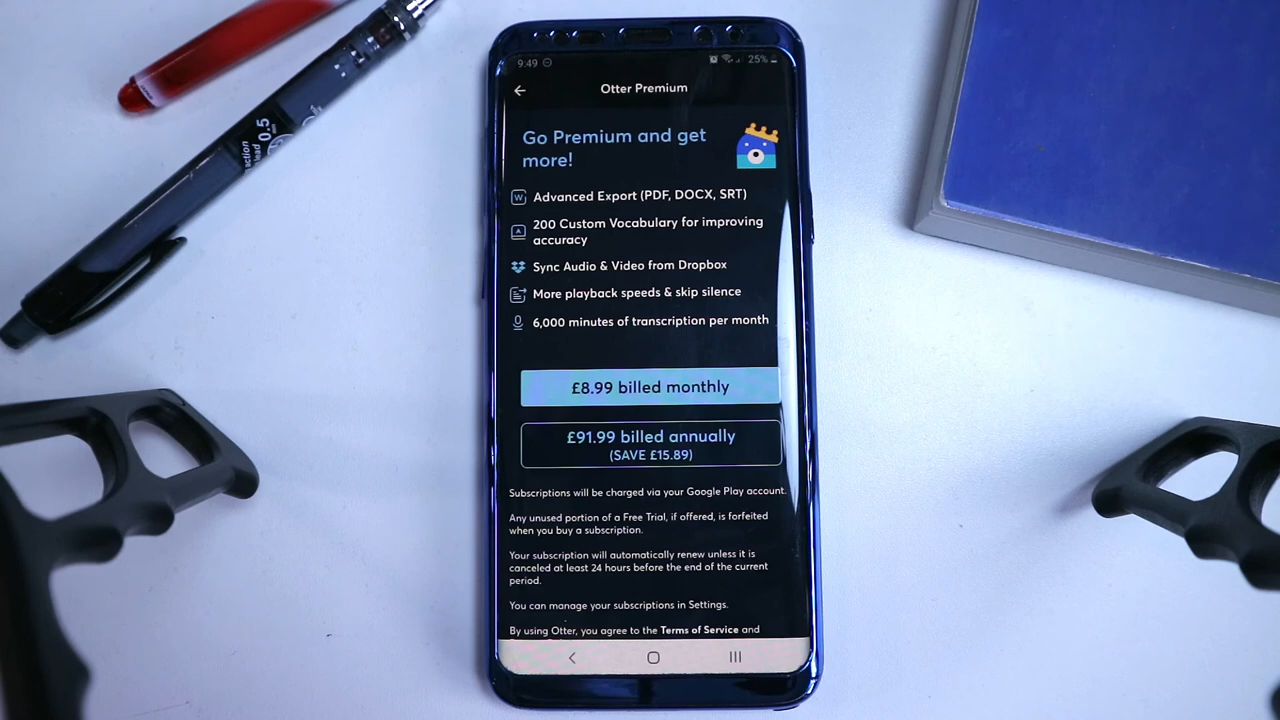 9:49
25%
Otter Premium
Go Premium and get
more!
W
Advanced Export (PDF, DOCX, SRT)
A
200 Custom Vocabulary for improving
accuracy
Sync Audio & Video from Dropbox
More playback speeds & skip silence
6,000 minutes of transcription per month
£8.99 billed monthly
£91.99 billed annually
(SAVE £15.89)
Subscriptions will be charged via your Google Play account.
Any unused portion of a Free Trial, if offered, is forfeited
when you buy a subscription.
Your subscription will automatically renew unless it is
canceled at least 24 hours before the end of the current
period.
You can manage your subscriptions in Settings.
By using Otter, you agree to the Terms of Service and
0.5